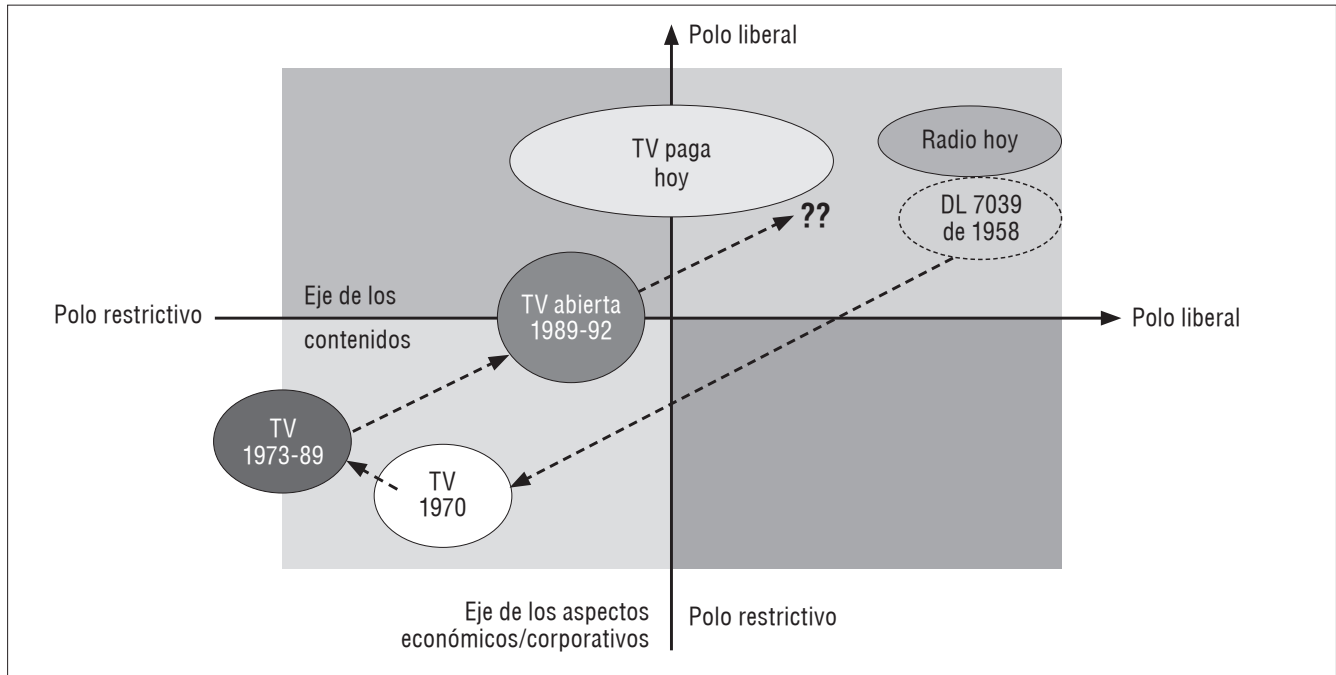 Polo liberal
TV paga
hoy
Radio hoy
DL 7039
de 1958
??
Polo restrictivo
Eje de los
contenidos
TV abierta
1989-92
Polo liberal
TV
1973-89
TV
1970
Eje de los aspectos
económicos/corporativos
Polo restrictivo